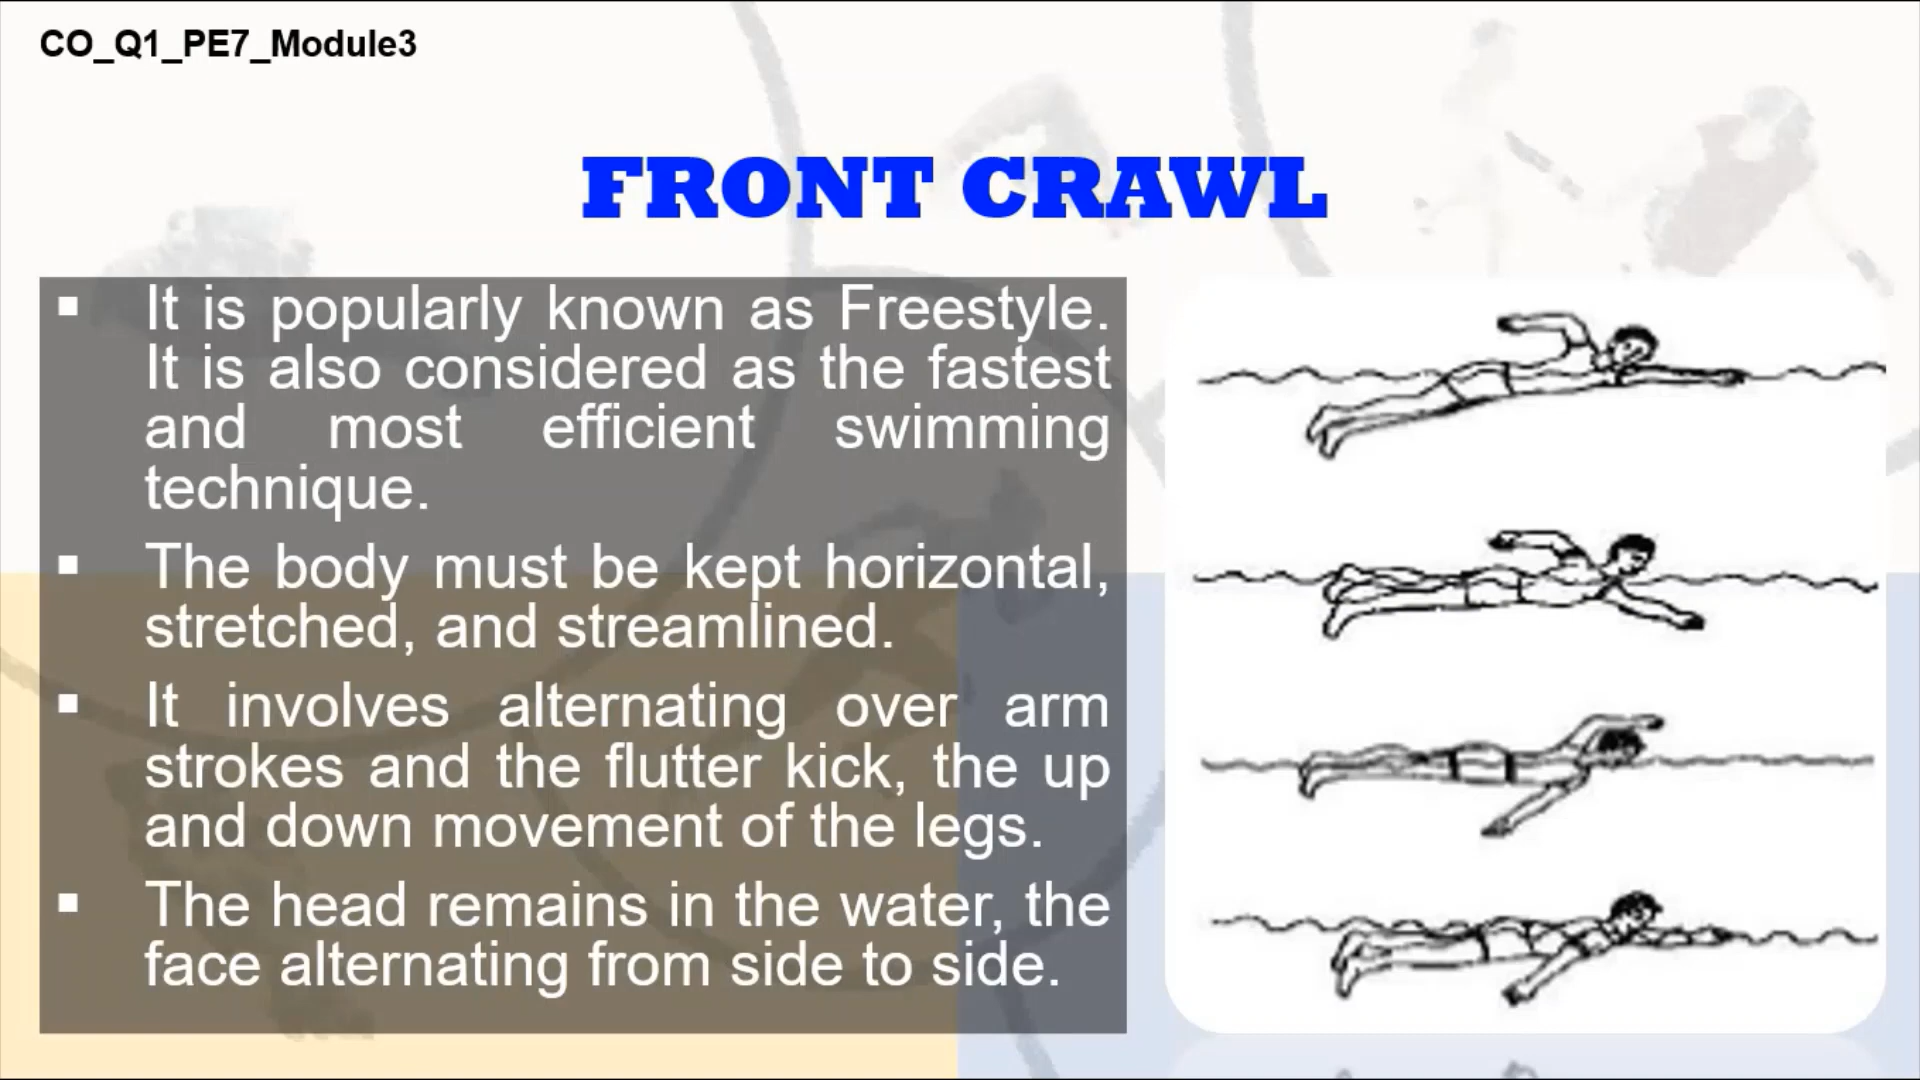 CO_Q1_PE7_Module3
FRONT CRAWL
▪ It is popularly known as Freestyle.
It is also considered as the fastest
and most efficient swimming
technique.
▪ The body must be kept horizontal,
stretched, and streamlined.
▪ It involves alternating over arm
strokes and the flutter kick, the up
and down movement of the legs.
▪ The head remains in the water, the
face alternating from side to side.